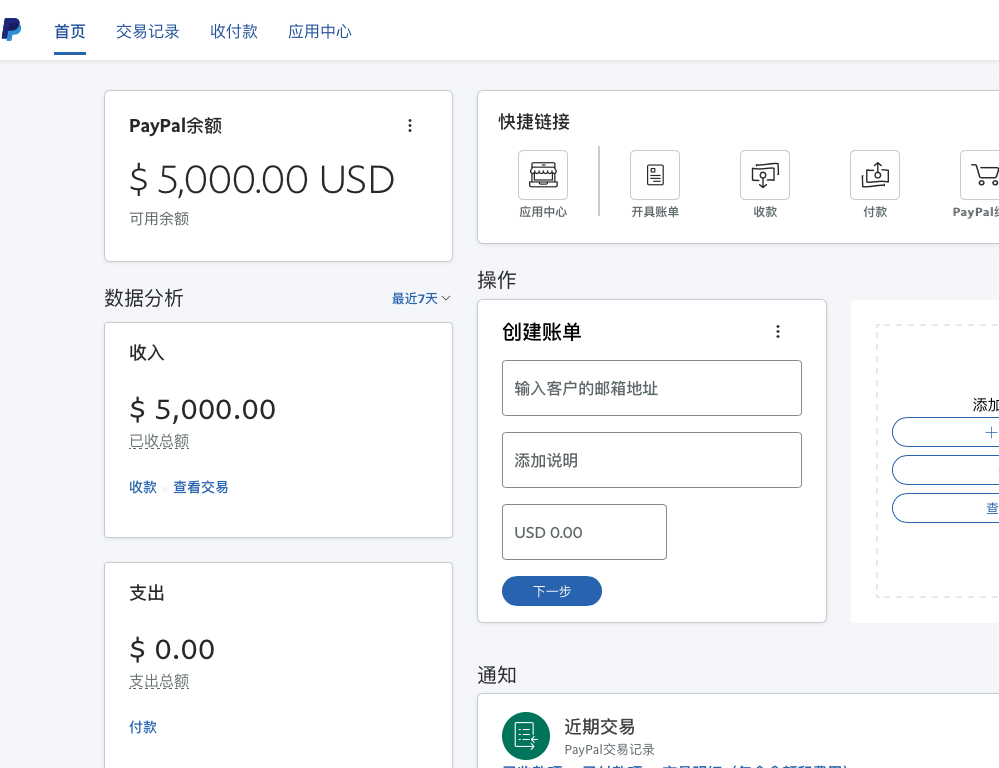 首页 交易记录 收付款 应用中心
PayPal余额
$ 5,000.00 USD
可用余额
数据分析 最近7天
收入
$ 5,000.00
已收总额
收款 查看交易
支出
$ 0.00
支出总额
付款
快捷链接
应用中心 开具账单 收款 付款 PayPal
操作
创建账单
输入客户的邮箱地址
添加说明
USD 0.00
下一步
添加
查
通知
近期交易
PayPal交易记录